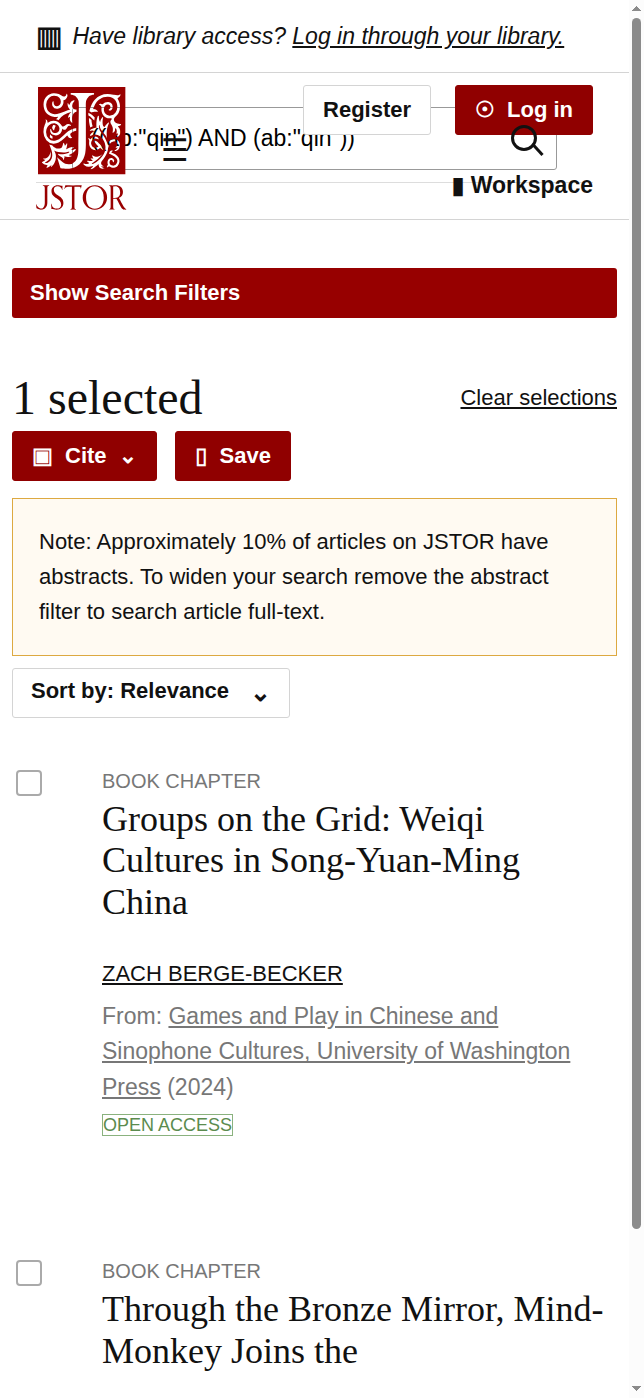 Have library access? Log in through your library.
Register
Log in
AND (ab:"qin"))
JSTOR
Workspace
Show Search Filters
1 selected
Clear selections
Cite
Save
Note: Approximately 10% of articles on JSTOR have
abstracts. To widen your search remove the abstract
filter to search article full-text.
Sort by: Relevance
BOOK CHAPTER
Groups on the Grid: Weiqi
Cultures in Song-Yuan-Ming
China
ZACH BERGE-BECKER
From: Games and Play in Chinese and
Sinophone Cultures, University of Washington
Press (2024)
OPEN ACCESS
BOOK CHAPTER
Through the Bronze Mirror, Mind-
Monkey Joins the